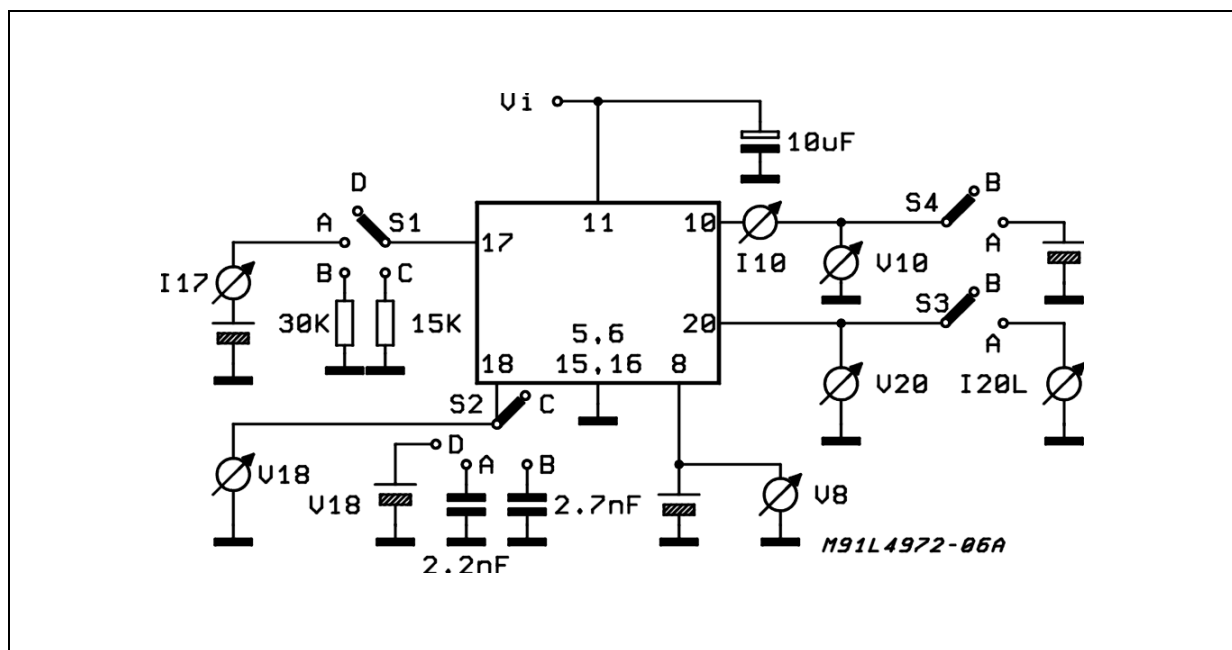 Vi
10uF
D
B
A
S1
S4
17
11
10
A
I10
V10
I17
B
C
30K
15K
B
S3
20
5,6
A
18
15,16
8
V20
I20L
S2
C
D
V18
A
B
V18
2.7nF
V8
M91L4972-06A
2.2nF